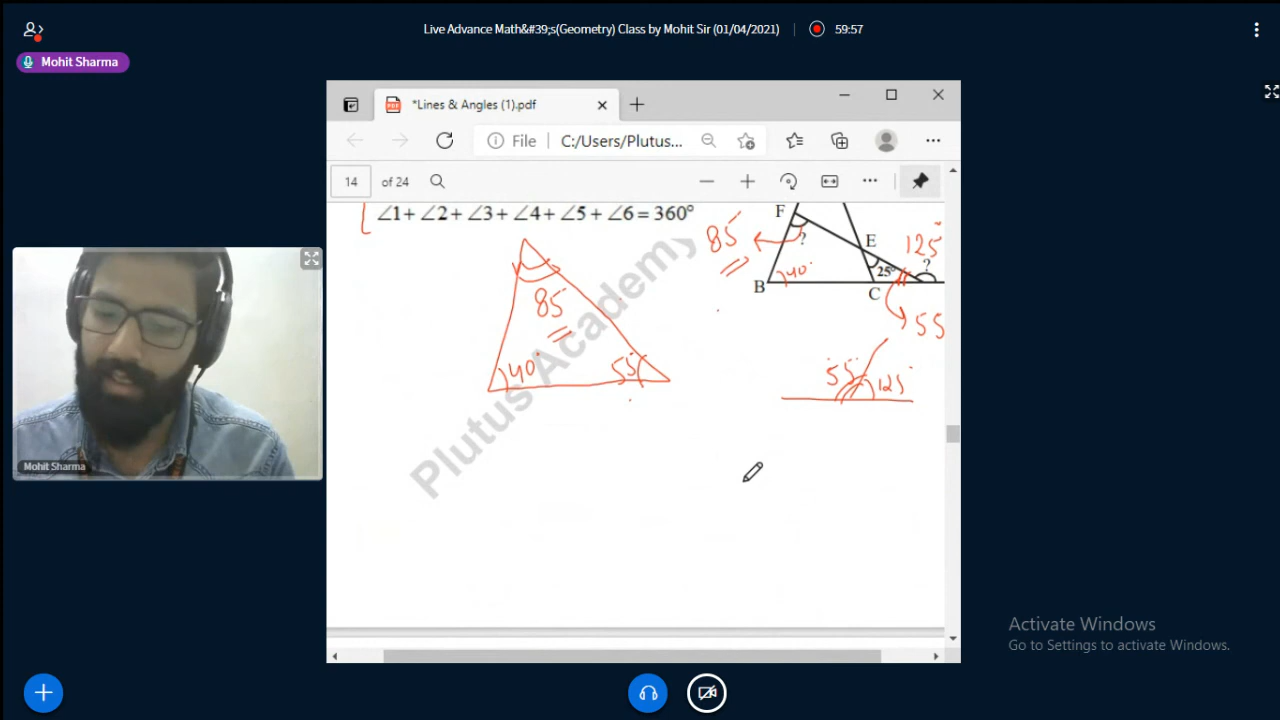 Live Advance Math&#39;s(Geometry) Class by Mohit Sir (01/04/2021)
59:57
Mohit Sharma
*Lines & Angles (1).pdf
File
C:/Users/Plutus...
14
of 24
∠1+ ∠2 + ∠3 + ∠4 + ∠5 + ∠6 = 360°
F
85°
?
E
125°
?
40°
25°
B
C
55
85
40°
55°
55°
125°
Plutus Academy
Mohit Sharma
Activate Windows
Go to Settings to activate Windows.